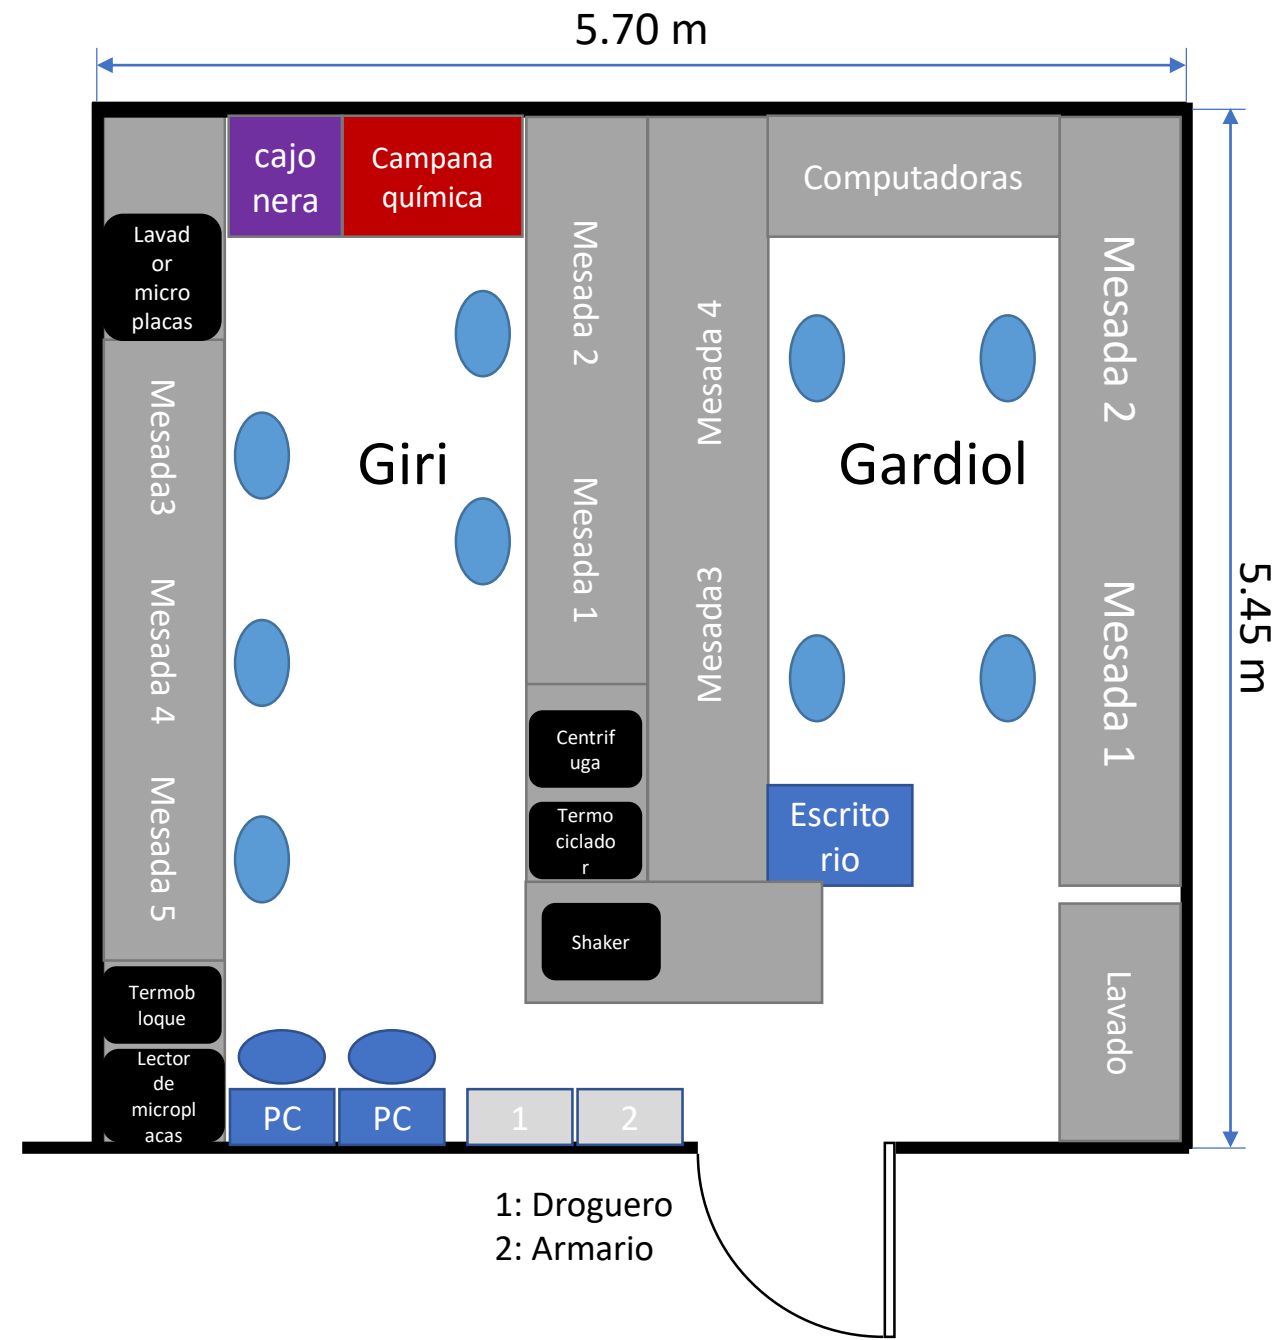 5.70 m
cajo
nera
Campana
química
Computadoras
Lavad
or
micro
placas
Mesada 2
Mesada 4
Mesada 2
Mesada3
Giri
Gardiol
Mesada 1
Mesada3
Mesada 1
5.45 m
Mesada 4
Centrif
uga
Mesada 5
Termo
ciclado
r
Escrito
rio
Shaker
Termob
loque
Lavado
Lector
de
micropl
acas
PC
PC
1
2
1: Droguero
2: Armario